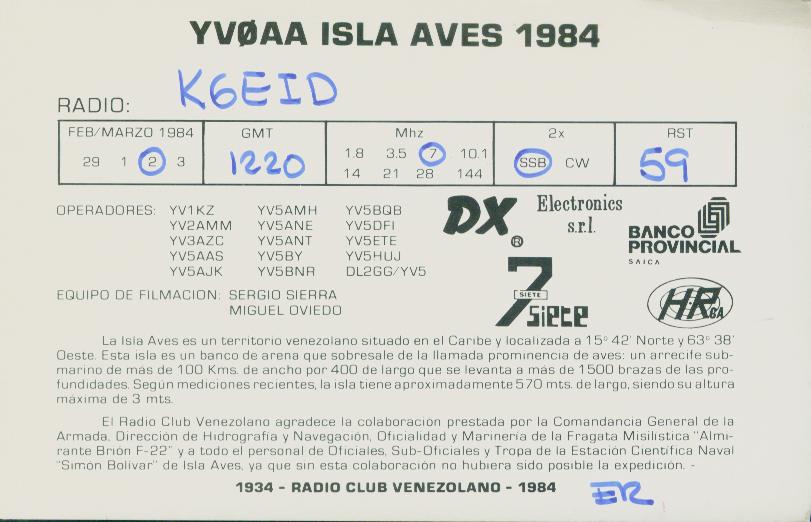 YVØAA ISLA AVES 1984
RADIO: K6EID
FEB/MARZO 1984 GMT Mhz 2x RST
29 1 2 3 1220 1.8 3.5 7 10.1 SSB CW 59
14 21 28 144
OPERADORES: YV1KZ YV5AMH YV5BQB
YV2AMM YV5ANE YV5DFI
YV3AZC YV5ANT YV5ETE
YV5AAS YV5BY YV5HUJ
YV5AJK YV5BNR DL2GG/YV5
EQUIPO DE FILMACION: SERGIO SIERRA
MIGUEL OVIEDO
DX ® Electronics
s.r.l.
BANCO
PROVINCIAL
SAICA
7
SIETE
siete
HR CA
La Isla Aves es un territorio venezolano situado en el Caribe y localizada a 15° 42' Norte y 63° 38'
Oeste. Esta isla es un banco de arena que sobresale de la llamada prominencia de aves: un arrecife sub-
marino de más de 100 Kms. de ancho por 400 de largo que se levanta a más de 1500 brazas de las pro-
fundidades. Según mediciones recientes, la isla tiene aproximadamente 570 mts. de largo, siendo su altura
máxima de 3 mts.
El Radio Club Venezolano agradece la colaboración prestada por la Comandancia General de la
Armada, Dirección de Hidrografía y Navegación, Oficialidad y Marinería de la Fragata Misilística "Almi-
rante Brión F-22" y a todo el personal de Oficiales, Sub-Oficiales y Tropa de la Estación Científica Naval
"Simón Bolívar" de Isla Aves, ya que sin esta colaboración no hubiera sido posible la expedición. -
1934 - RADIO CLUB VENEZOLANO - 1984 ER